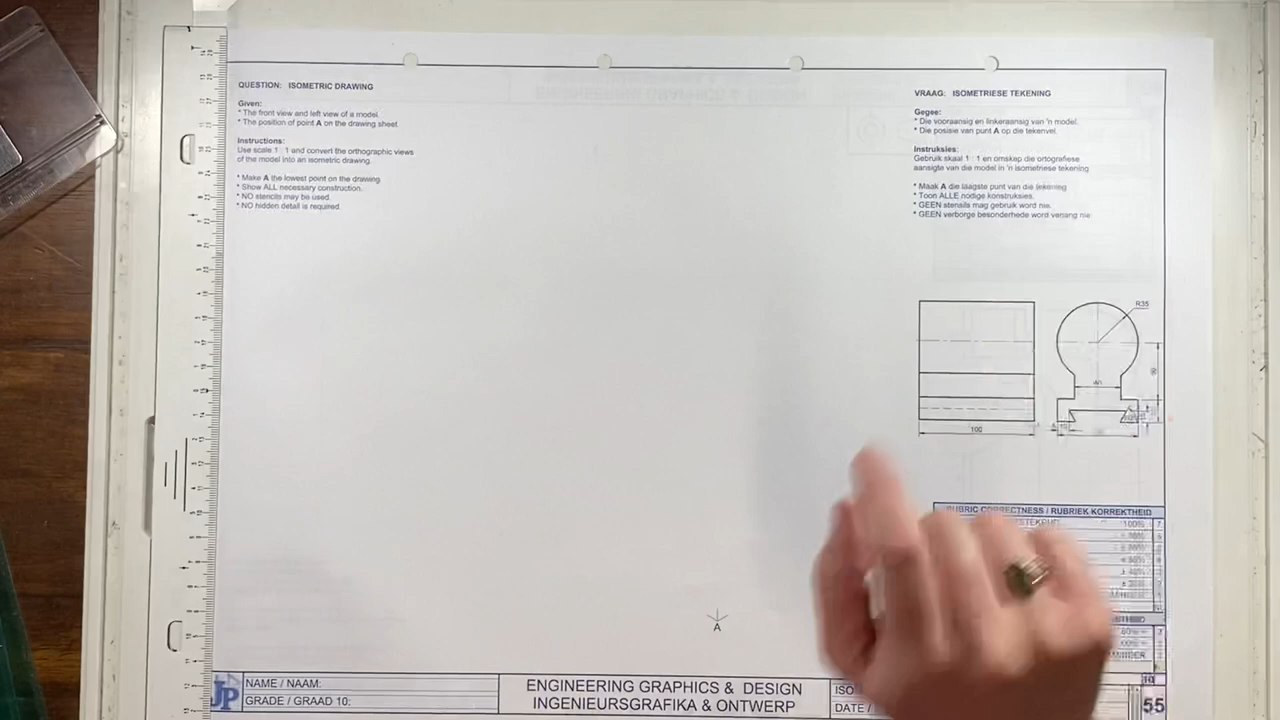 QUESTION: ISOMETRIC DRAWING
Given:
* The front view and left view of a model.
* The position of point A on the drawing sheet.
Instructions:
Use scale 1 : 1 and convert the orthographic views
of the model into an isometric drawing.
* Make A the lowest point on the drawing.
* Show ALL necessary construction.
* NO stencils may be used.
* NO hidden detail is required.
VRAAG: ISOMETRIESE TEKENING
Gegee:
* Die vooraansig en linkeraansig van 'n model.
* Die posisie van punt A op die tekenvel.
Instruksies:
Gebruik skaal 1 : 1 en omskep die ortografiese
aansigte van die model in 'n isometriese tekening
* Maak A die laagste punt van die tekening
* Toon ALLE nodige konstruksies.
* GEEN stensils mag gebruik word nie.
* GEEN verborge besonderhede word verlang nie
R35
40
100
RUBRIC CORRECTNESS / RUBRIEK KORREKTHEID
100%
A
JP
NAME / NAAM:
GRADE / GRAAD 10:
ENGINEERING GRAPHICS & DESIGN
INGENIEURSGRAFIKA & ONTWERP
ISO
DATE /
55